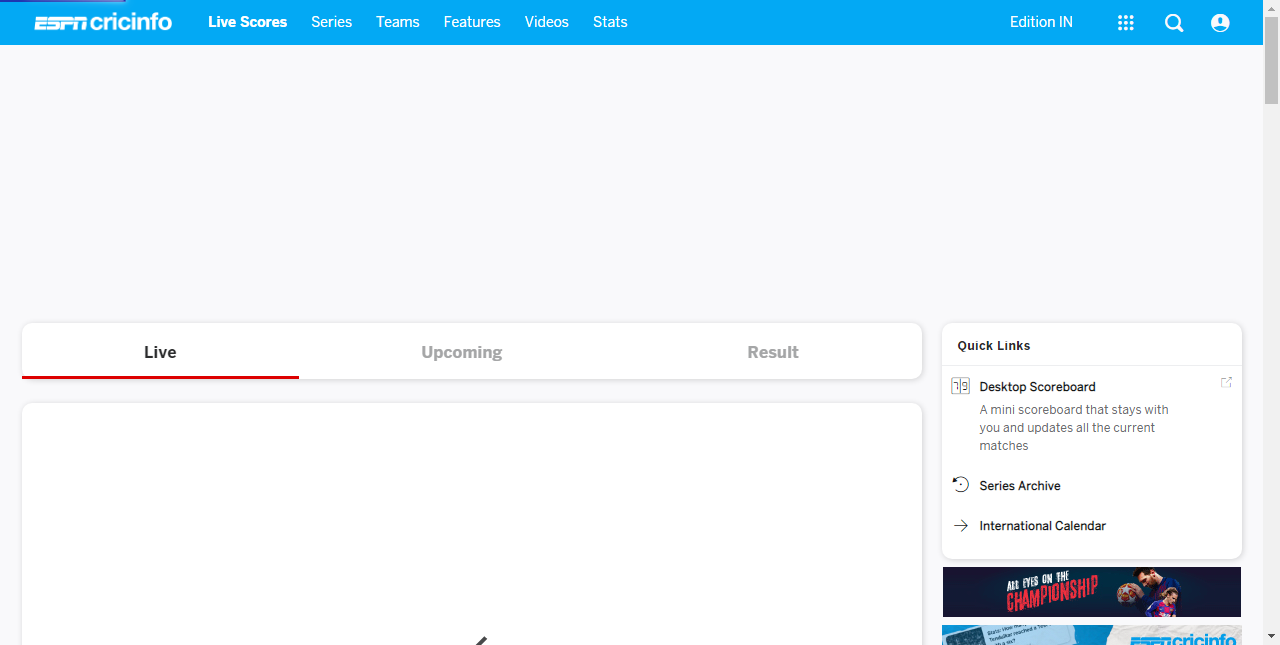 ESPN cricinfo
Live Scores
Series
Teams
Features
Videos
Stats
Edition IN
Live
Upcoming
Result
Quick Links
7 9
Desktop Scoreboard
A mini scoreboard that stays with
you and updates all the current
matches
Series Archive
International Calendar
ALL EYES ON THE
CHAMPIONSHIP
ESPN cricinfo